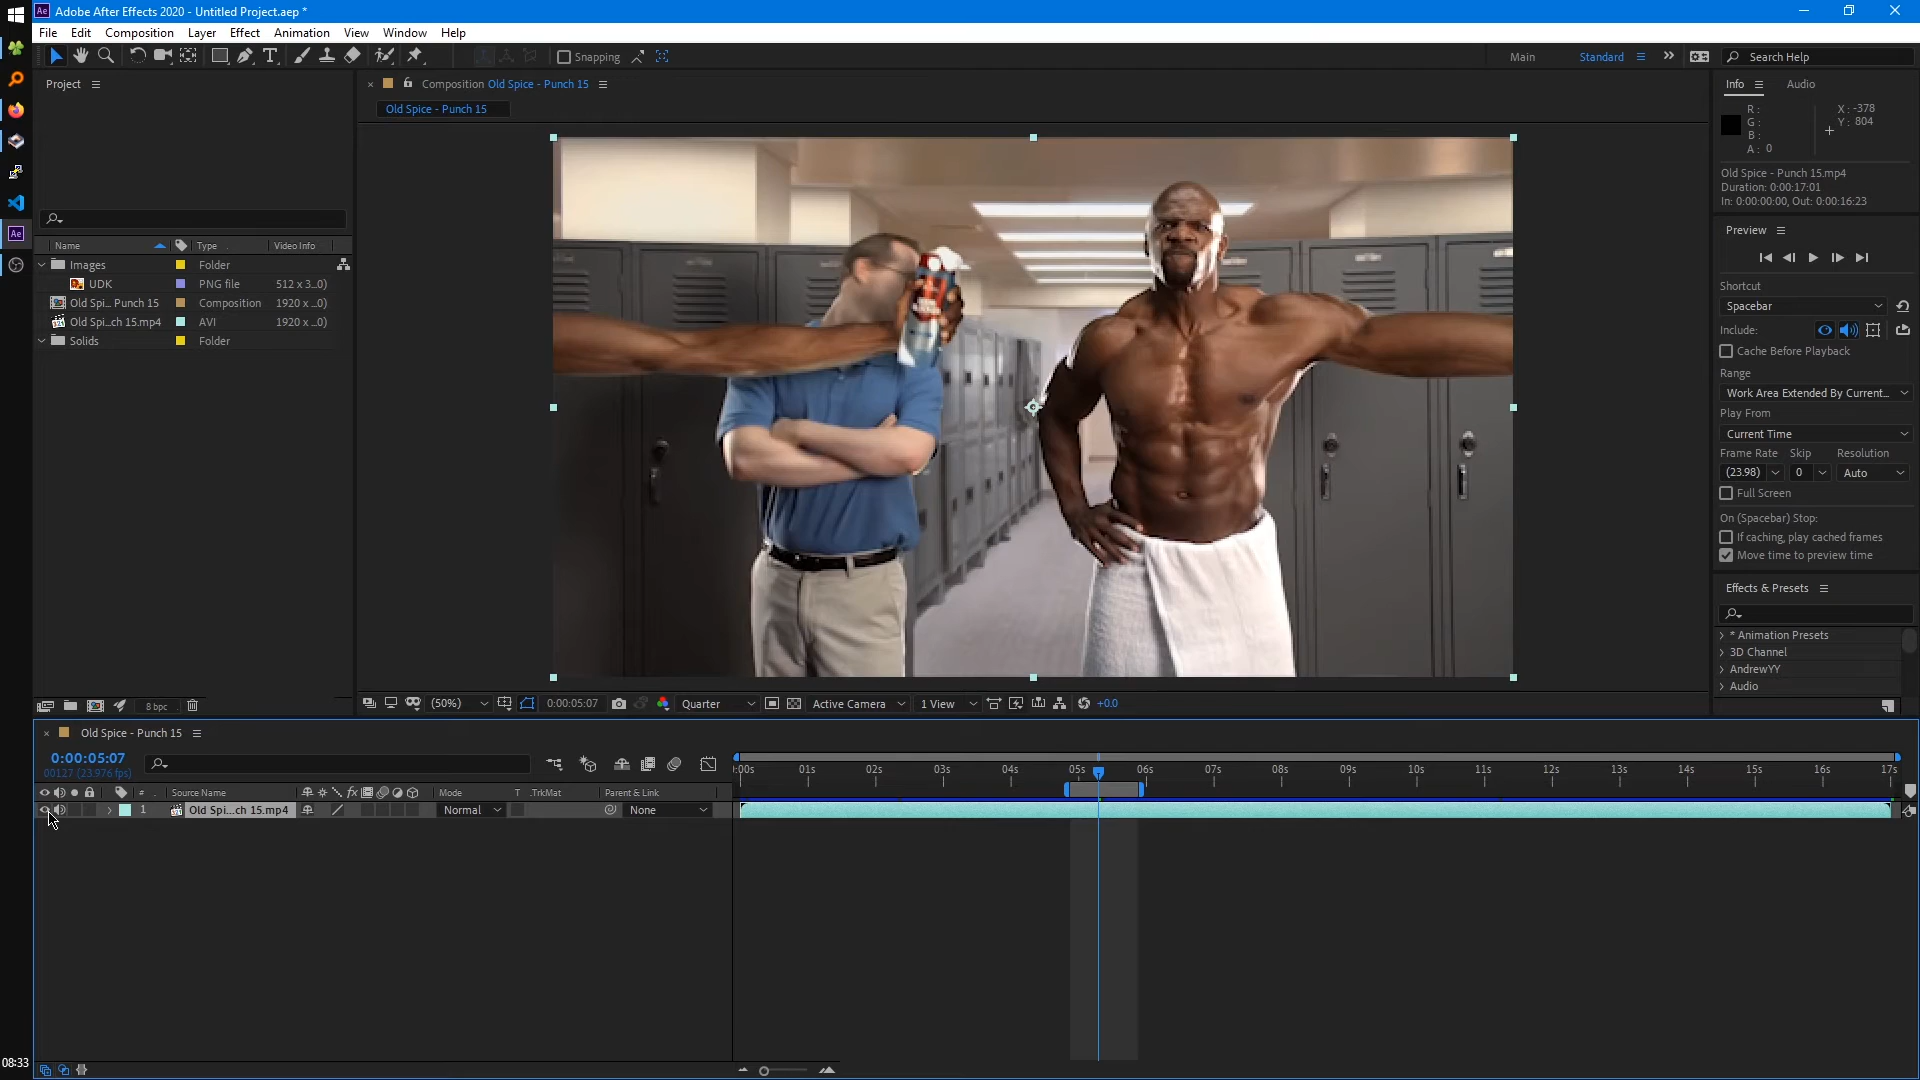 Ae Adobe After Effects 2020 - Untitled Project.aep *
File Edit Composition Layer Effect Animation View Window Help
Snapping
Main Standard Search Help
Project
Composition Old Spice - Punch 15
Old Spice - Punch 15
Name Type Video Info
Images Folder
UDK PNG file 512 x 3...0)
Old Spi... Punch 15 Composition 1920 x ...0)
Old Spi...ch 15.mp4 AVI 1920 x ...0)
Solids Folder
8 bpc
(50%) 0:00:05:07 Quarter Active Camera 1 View +0.0
Info Audio
R : X : -378
G : Y : 804
B :
A : 0
Old Spice - Punch 15.mp4
Duration: 0:00:17:01
In: 0:00:00:00, Out: 0:00:16:23
Preview
Shortcut
Spacebar
Include:
Cache Before Playback
Range
Work Area Extended By Current...
Play From
Current Time
Frame Rate Skip Resolution
(23.98) 0 Auto
Full Screen
On (Spacebar) Stop:
If caching, play cached frames
Move time to preview time
Effects & Presets
* Animation Presets
3D Channel
AndrewYY
Audio
Old Spice - Punch 15
0:00:05:07
00127 (23.976 fps)
:00s 01s 02s 03s 04s 05s 06s 07s 08s 09s 10s 11s 12s 13s 14s 15s 16s 17s
# Source Name fx Mode T .TrkMat Parent & Link
1 Old Spi...ch 15.mp4 Normal None
08:33